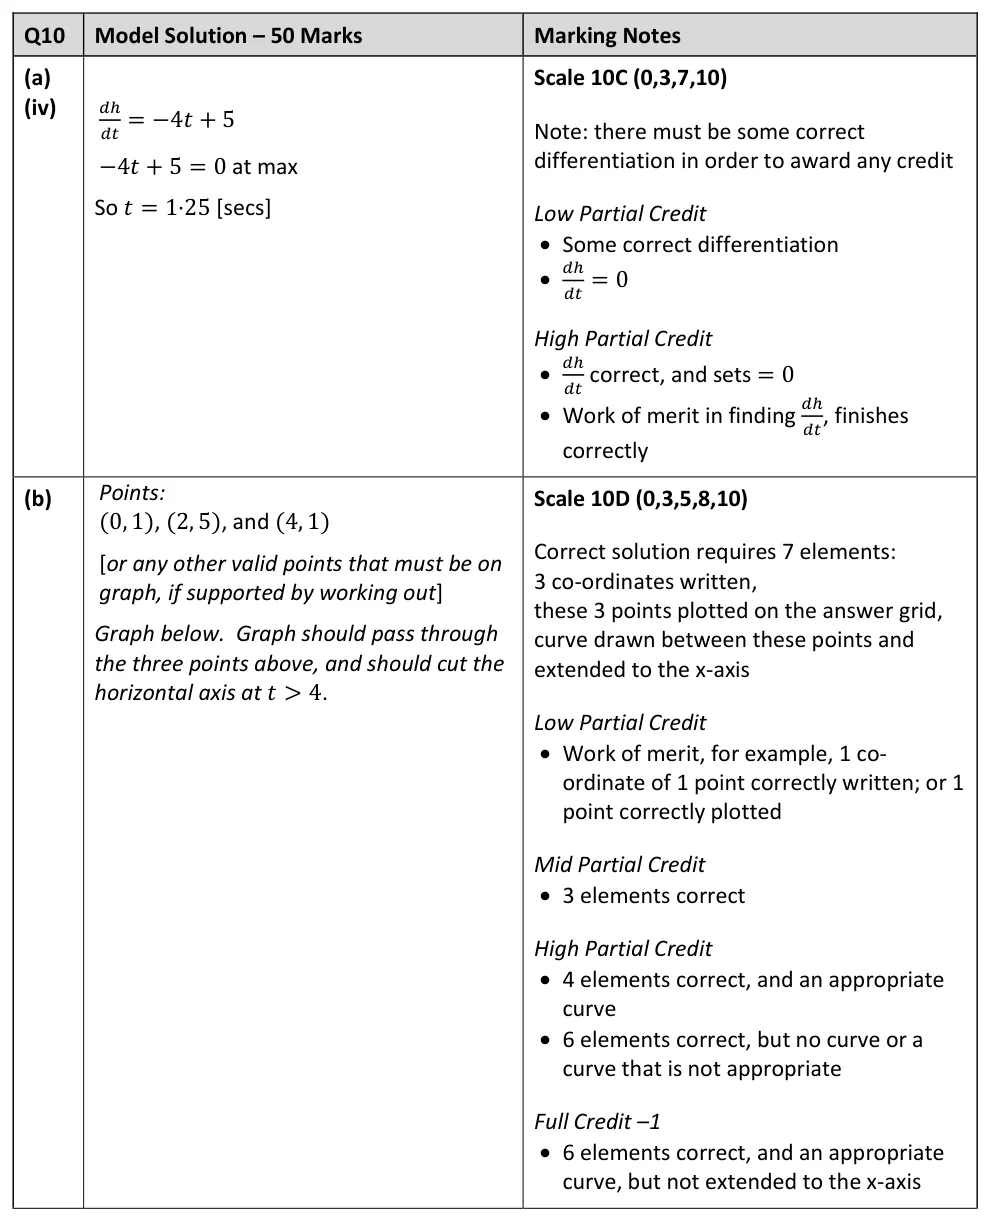 Q10 Model Solution – 50 Marks Marking Notes
(a)
(iv)
dh/dt = −4t + 5
−4t + 5 = 0 at max
So t = 1·25 [secs]
Scale 10C (0,3,7,10)
Note: there must be some correct
differentiation in order to award any credit
Low Partial Credit
• Some correct differentiation
• dh/dt = 0
High Partial Credit
• dh/dt correct, and sets = 0
• Work of merit in finding dh/dt, finishes
correctly
(b)
Points:
(0, 1), (2, 5), and (4, 1)
[or any other valid points that must be on
graph, if supported by working out]
Graph below. Graph should pass through
the three points above, and should cut the
horizontal axis at t > 4.
Scale 10D (0,3,5,8,10)
Correct solution requires 7 elements:
3 co-ordinates written,
these 3 points plotted on the answer grid,
curve drawn between these points and
extended to the x-axis
Low Partial Credit
• Work of merit, for example, 1 co-
ordinate of 1 point correctly written; or 1
point correctly plotted
Mid Partial Credit
• 3 elements correct
High Partial Credit
• 4 elements correct, and an appropriate
curve
• 6 elements correct, but no curve or a
curve that is not appropriate
Full Credit –1
• 6 elements correct, and an appropriate
curve, but not extended to the x-axis